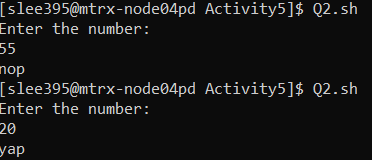 [slee395@mtrx-node04pd Activity5]$ Q2.sh
Enter the number:
55
nop
[slee395@mtrx-node04pd Activity5]$ Q2.sh
Enter the number:
20
yap